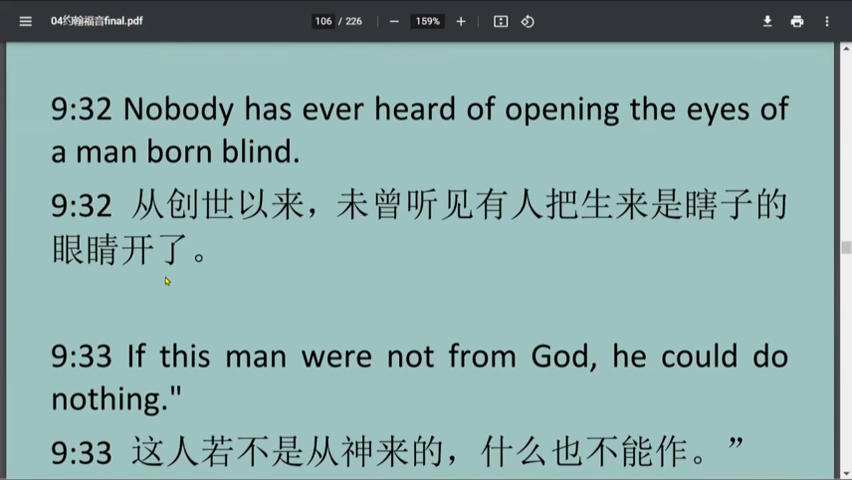 04约翰福音final.pdf
106 / 226
159%
9:32 Nobody has ever heard of opening the eyes of
a man born blind.
9:32 从创世以来，未曾听见有人把生来是瞎子的
眼睛开了。
9:33 If this man were not from God, he could do
nothing."
9:33 这人若不是从神来的，什么也不能作。”